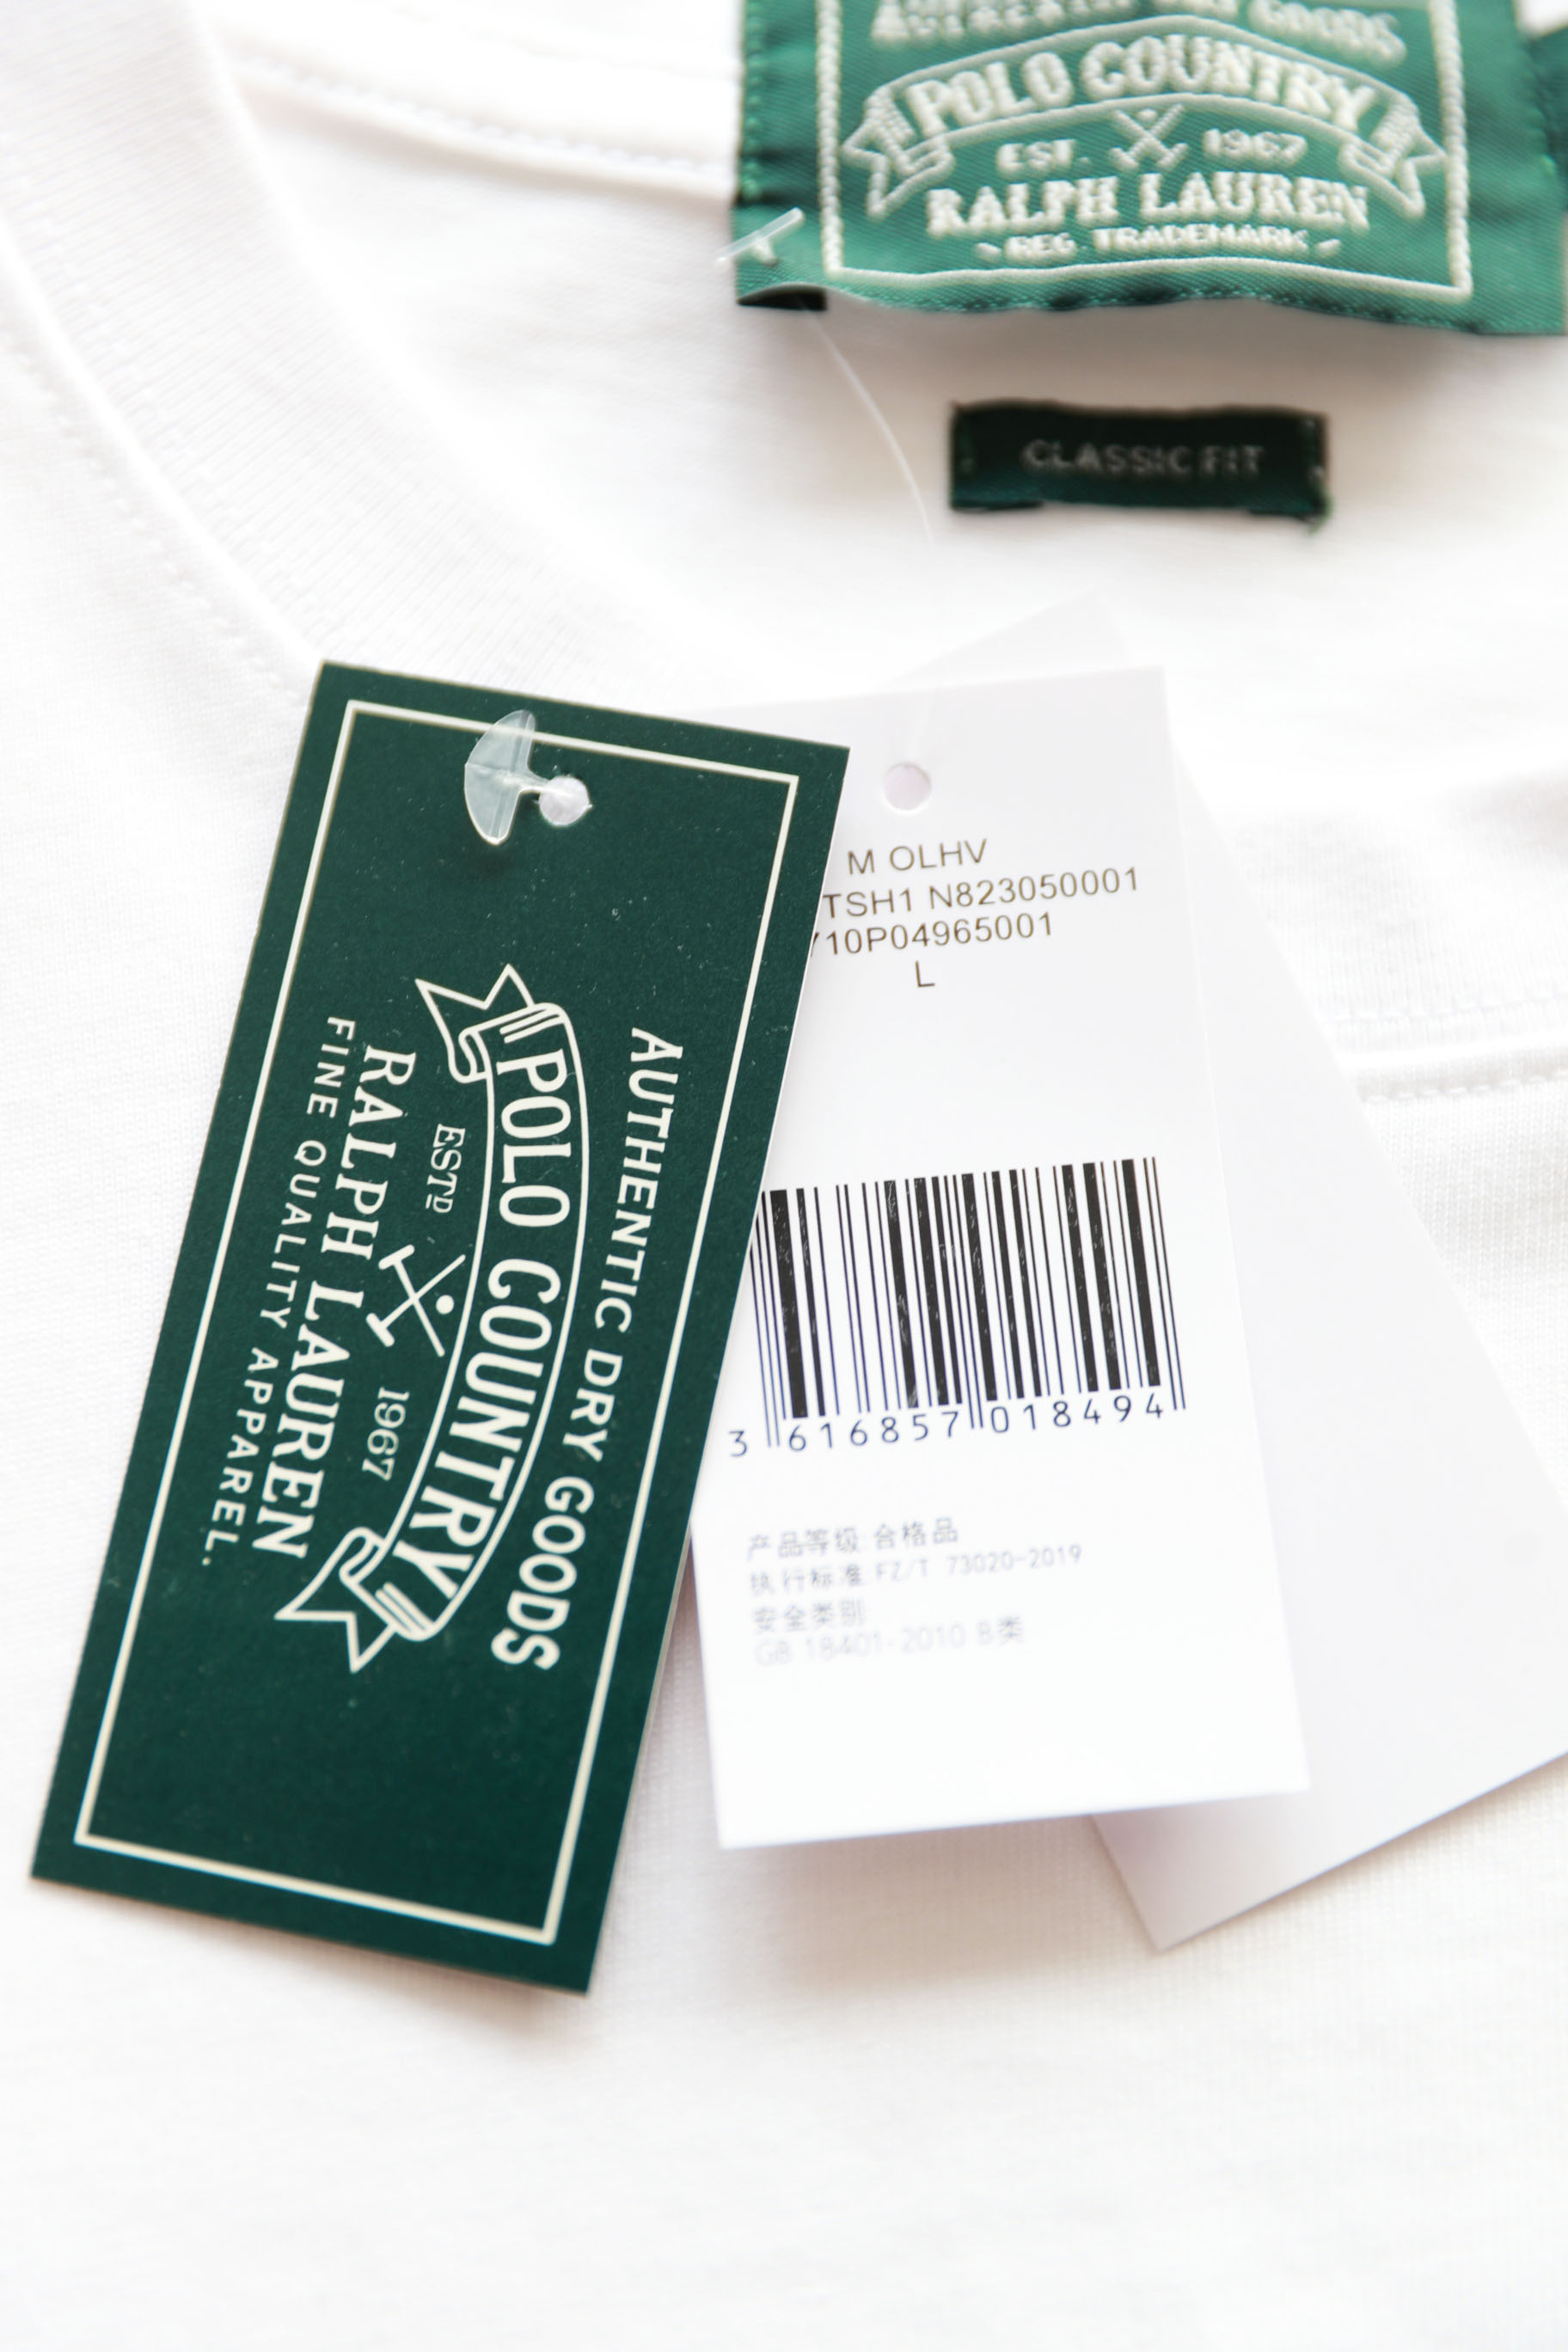 AUTHENTIC DRY GOODS
POLO COUNTRY
EST. 1967
RALPH LAUREN
REG. TRADEMARK
CLASSIC FIT
AUTHENTIC DRY GOODS
POLO COUNTRY
ESTD 1967
RALPH LAUREN
FINE QUALITY APPAREL.
M OLHV
TSH1 N823050001
10P04965001
L
3 616857 018494
产品等级:合格品
执行标准:FZ/T 73020-2019
安全类别:
GB 18401-2010 B类